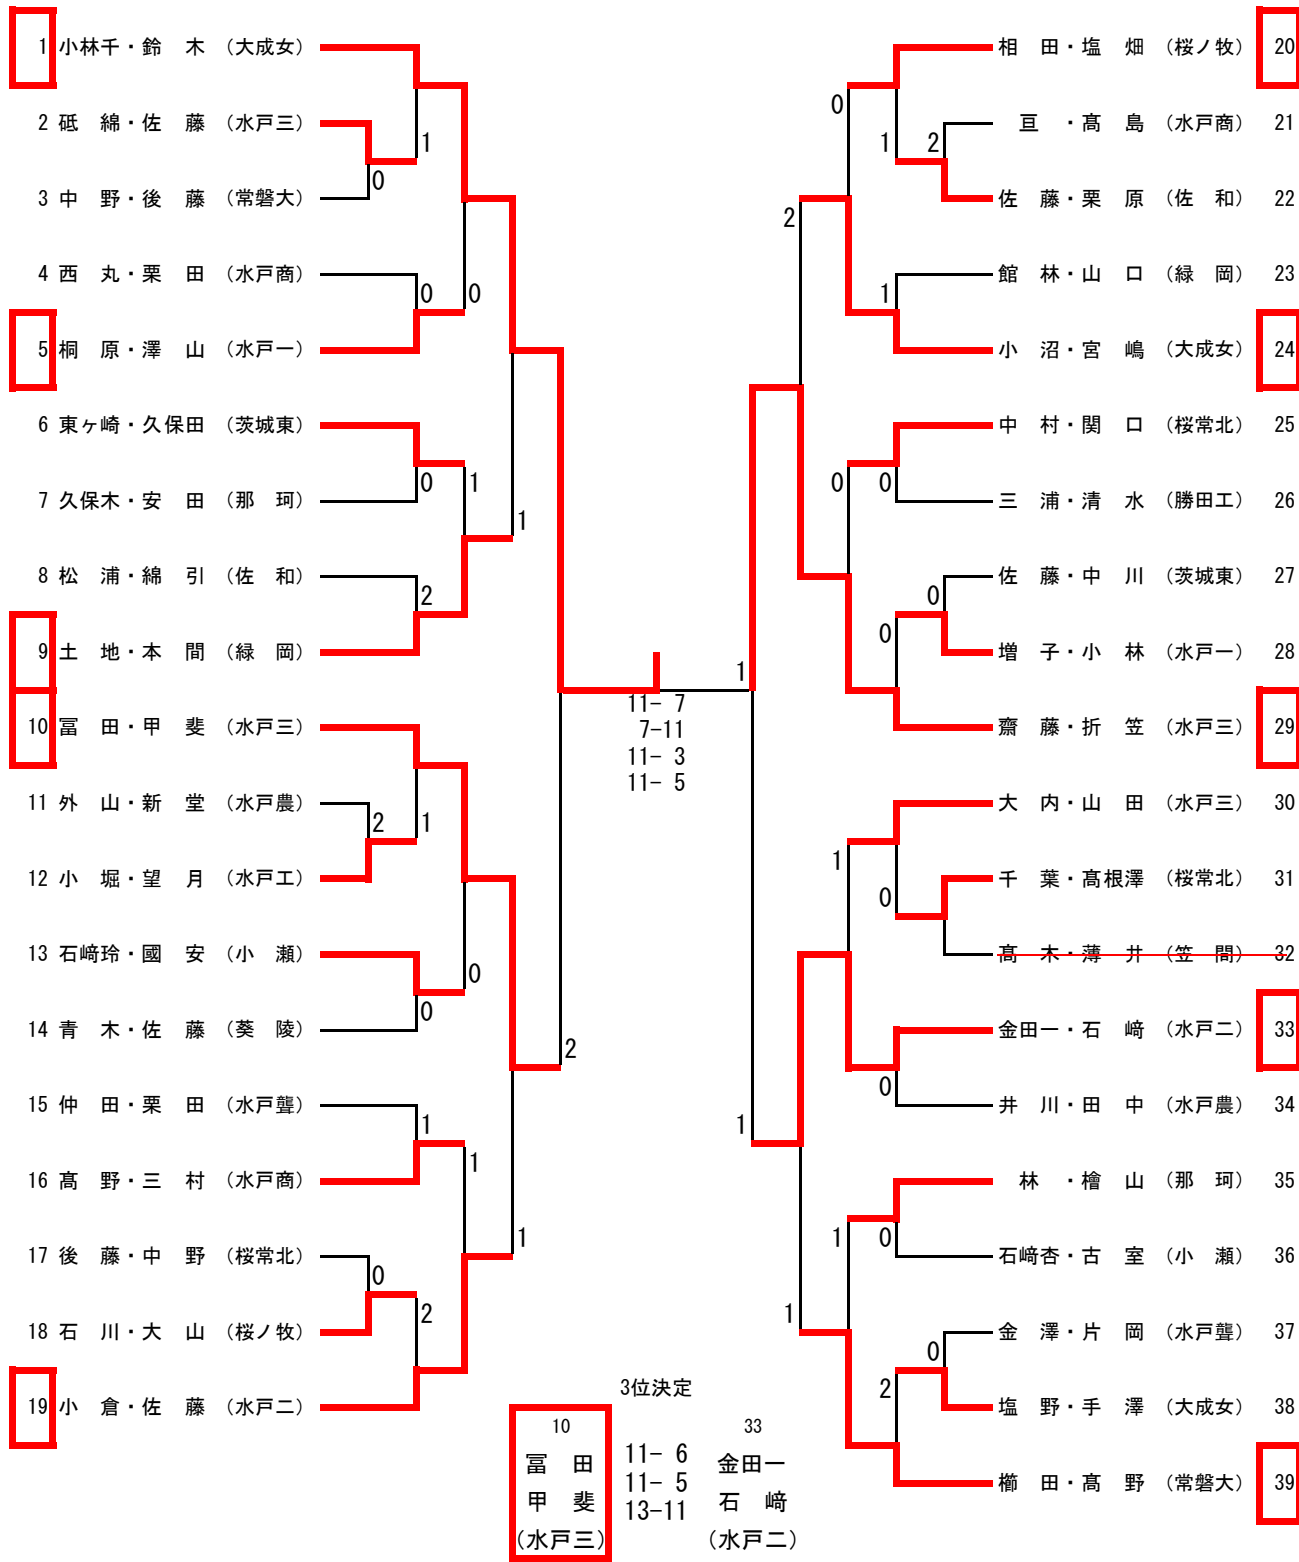 1 小林千・鈴　木 （大成女）
2 砥　綿・佐　藤 （水戸三）
3 中　野・後　藤 （常磐大）
4 西　丸・栗　田 （水戸商）
5 桐　原・澤　山 （水戸一）
6 東ヶ崎・久保田 （茨城東）
7 久保木・安　田 （那　珂）
8 松　浦・綿　引 （佐　和）
9 土　地・本　間 （緑　岡）
10 冨　田・甲　斐 （水戸三）
11 外　山・新　堂 （水戸農）
12 小　堀・望　月 （水戸工）
13 石﨑玲・國　安 （小　瀬）
14 青　木・佐　藤 （葵　陵）
15 仲　田・栗　田 （水戸聾）
16 髙　野・三　村 （水戸商）
17 後　藤・中　野 （桜常北）
18 石　川・大　山 （桜ノ牧）
19 小　倉・佐　藤 （水戸二）
1
0
0
0
0
1
2
1
2
1
0
0
1
1
0
2
1
2
1
11- 7
7-11
11- 3
11- 5
1
0
1
2
2
1
0
0
0
0
1
0
0
1
1
0
1
0
2
相　田・塩　畑 （桜ノ牧） 20
亘　・髙　島 （水戸商） 21
佐　藤・栗　原 （佐　和） 22
館　林・山　口 （緑　岡） 23
小　沼・宮　嶋 （大成女） 24
中　村・関　口 （桜常北） 25
三　浦・清　水 （勝田工） 26
佐　藤・中　川 （茨城東） 27
増　子・小　林 （水戸一） 28
齋　藤・折　笠 （水戸三） 29
大　内・山　田 （水戸三） 30
千　葉・髙根澤 （桜常北） 31
髙　木・薄　井 （笠　間） 32
金田一・石　﨑 （水戸二） 33
井　川・田　中 （水戸農） 34
林　・檜　山 （那　珂） 35
石﨑杏・古　室 （小　瀬） 36
金　澤・片　岡 （水戸聾） 37
塩　野・手　澤 （大成女） 38
櫛　田・髙　野 （常磐大） 39
3位決定
10
冨　田
甲　斐
（水戸三）
11- 6
11- 5
13-11
33
金田一
石　﨑
（水戸二）